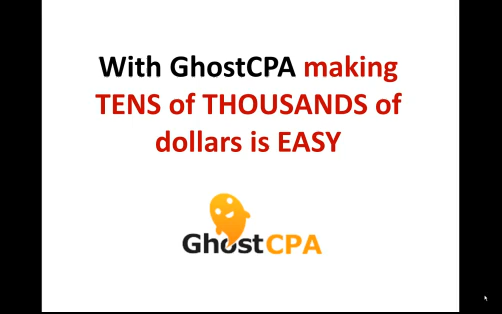 With GhostCPA making
TENS of THOUSANDS of
dollars is EASY
GhostCPA